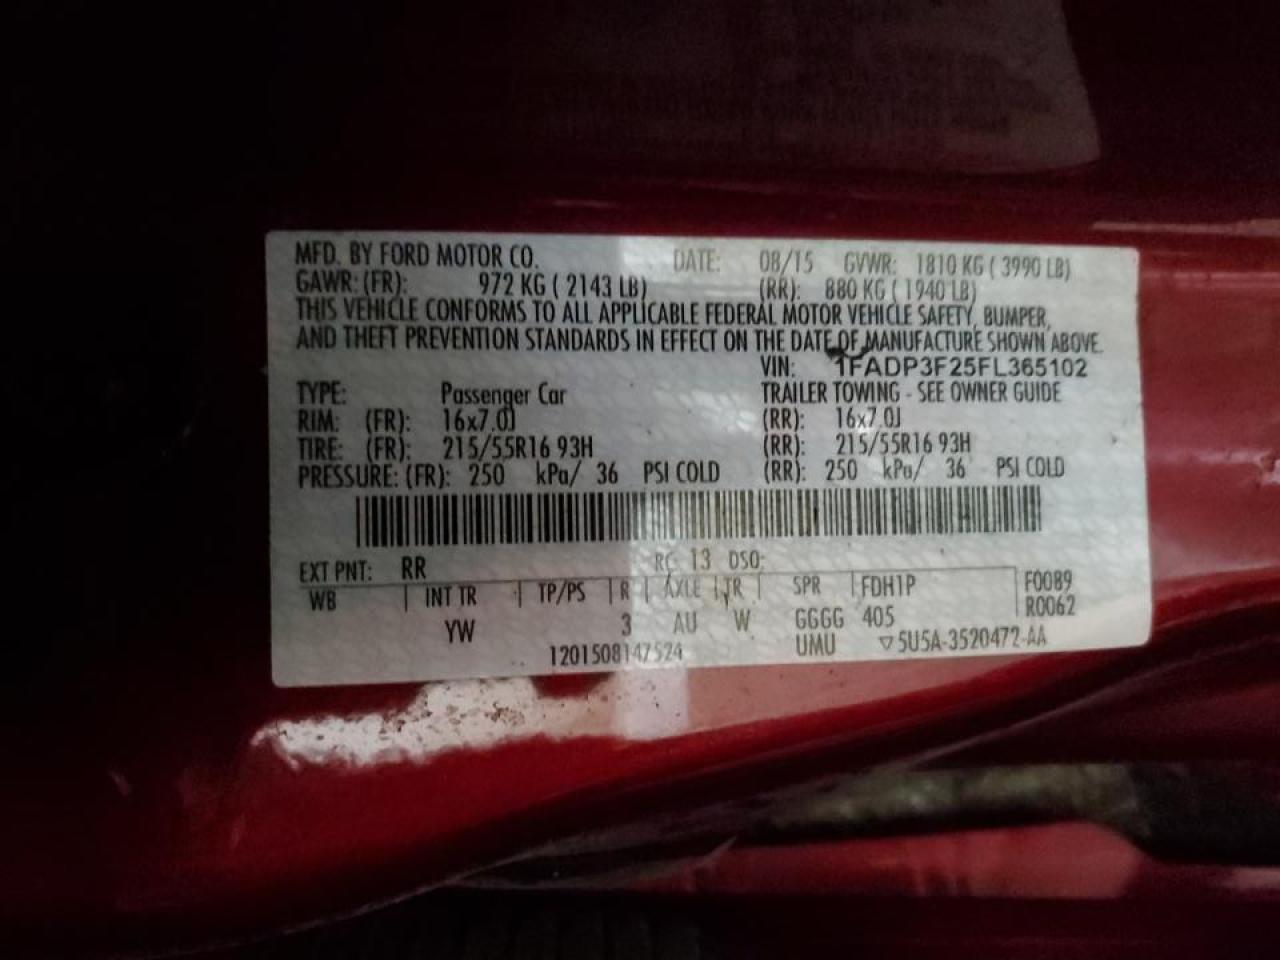 MFD. BY FORD MOTOR CO. DATE: 08/15 GVWR: 1810 KG ( 3990 LB)
GAWR: (FR): 972 KG ( 2143 LB) (RR): 880 KG ( 1940 LB)
THIS VEHICLE CONFORMS TO ALL APPLICABLE FEDERAL MOTOR VEHICLE SAFETY, BUMPER,
AND THEFT PREVENTION STANDARDS IN EFFECT ON THE DATE OF MANUFACTURE SHOWN ABOVE.
VIN: 1FADP3F25FL365102
TYPE: Passenger Car TRAILER TOWING - SEE OWNER GUIDE
RIM: (FR): 16x7.0J (RR): 16x7.0J
TIRE: (FR): 215/55R16 93H (RR): 215/55R16 93H
PRESSURE: (FR): 250 kPa/ 36 PSI COLD (RR): 250 kPa/ 36 PSI COLD
EXT PNT: RR RC: 13 DSO:
WB | INT TR | TP/PS | R | AXLE | TR | SPR FDH1P F0089
YW 3 AU W GGGG 405 R0062
1201508147524 UMU ▽5U5A-3520472-AA